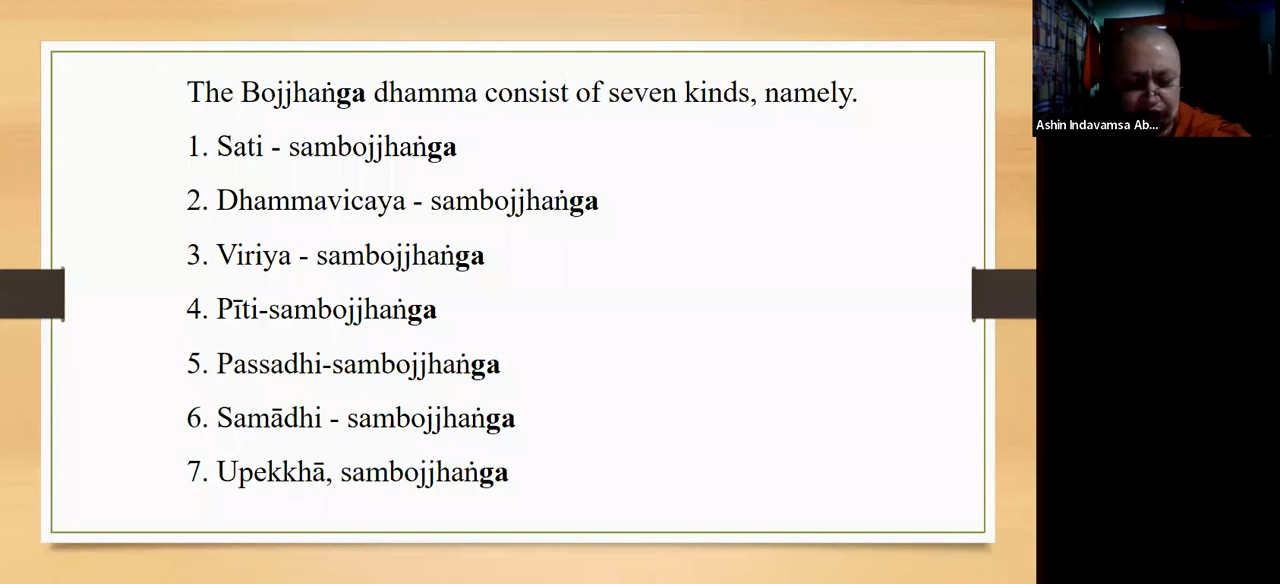 The Bojjhaṅga dhamma consist of seven kinds, namely.
1. Sati - sambojjhaṅga
2. Dhammavicaya - sambojjhaṅga
3. Viriya - sambojjhaṅga
4. Pīti-sambojjhaṅga
5. Passadhi-sambojjhaṅga
6. Samādhi - sambojjhaṅga
7. Upekkhā, sambojjhaṅga
Ashin Indavamsa Ab...